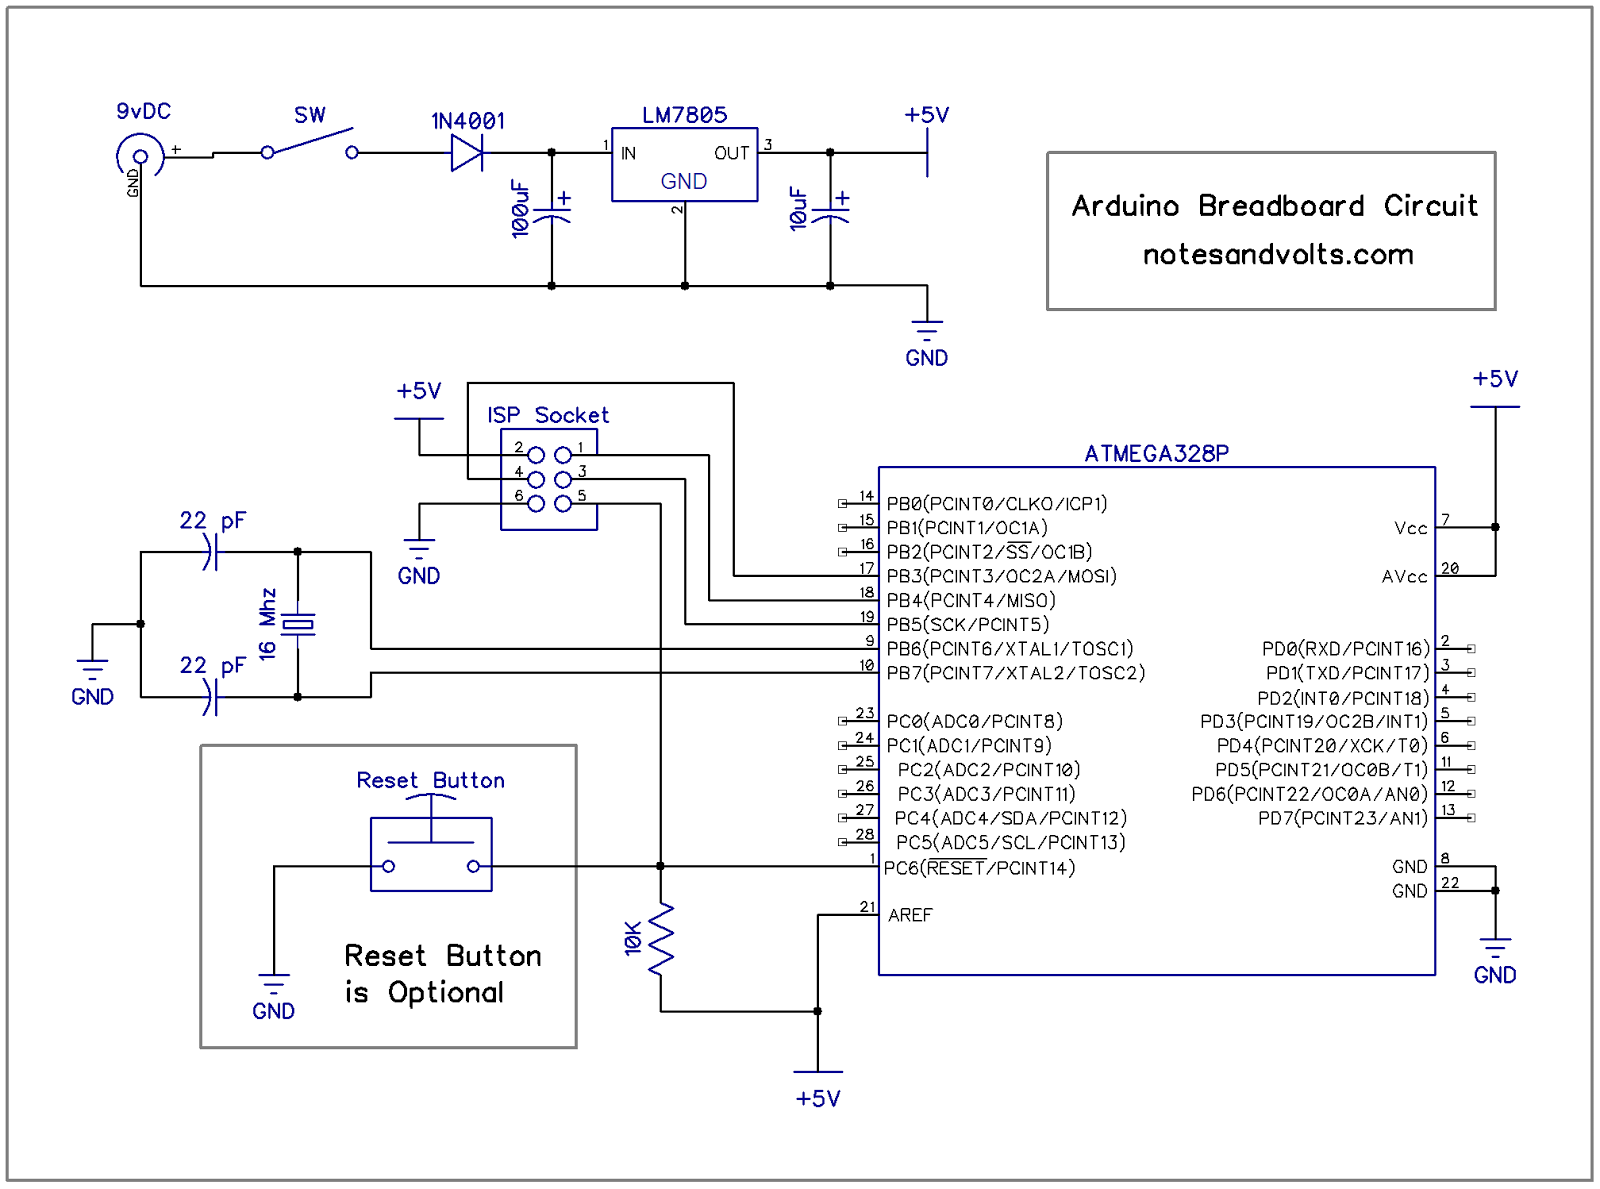 9vDC
SW
1N4001
LM7805
+5V
+
GND
1
IN
OUT
3
GND
2
100uF
+
10uF
+
GND
Arduino Breadboard Circuit
notesandvolts.com
+5V
ISP Socket
2
1
4
3
6
5
GND
22 pF
16 Mhz
22 pF
GND
Reset Button
GND
Reset Button
is Optional
10K
+5V
ATMEGA328P
14 PB0(PCINT0/CLKO/ICP1)
15 PB1(PCINT1/OC1A)
16 PB2(PCINT2/SS/OC1B)
17 PB3(PCINT3/OC2A/MOSI)
18 PB4(PCINT4/MISO)
19 PB5(SCK/PCINT5)
9 PB6(PCINT6/XTAL1/TOSC1)
10 PB7(PCINT7/XTAL2/TOSC2)
23 PC0(ADC0/PCINT8)
24 PC1(ADC1/PCINT9)
25 PC2(ADC2/PCINT10)
26 PC3(ADC3/PCINT11)
27 PC4(ADC4/SDA/PCINT12)
28 PC5(ADC5/SCL/PCINT13)
1 PC6(RESET/PCINT14)
21 AREF
+5V
Vcc 7
AVcc 20
PD0(RXD/PCINT16) 2
PD1(TXD/PCINT17) 3
PD2(INT0/PCINT18) 4
PD3(PCINT19/OC2B/INT1) 5
PD4(PCINT20/XCK/T0) 6
PD5(PCINT21/OC0B/T1) 11
PD6(PCINT22/OC0A/AN0) 12
PD7(PCINT23/AN1) 13
GND 8
GND 22
GND